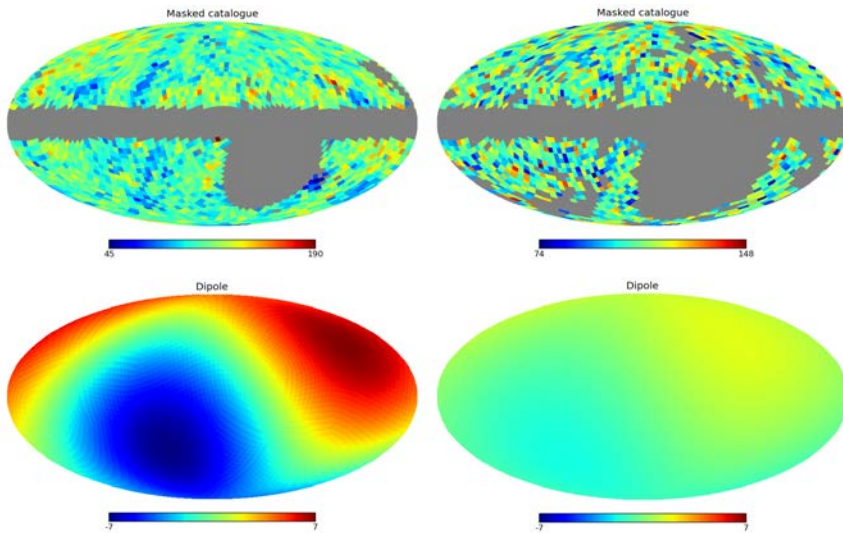 Masked catalogue
Masked catalogue
45 190
74 148
Dipole
Dipole
-7 7
-7 7